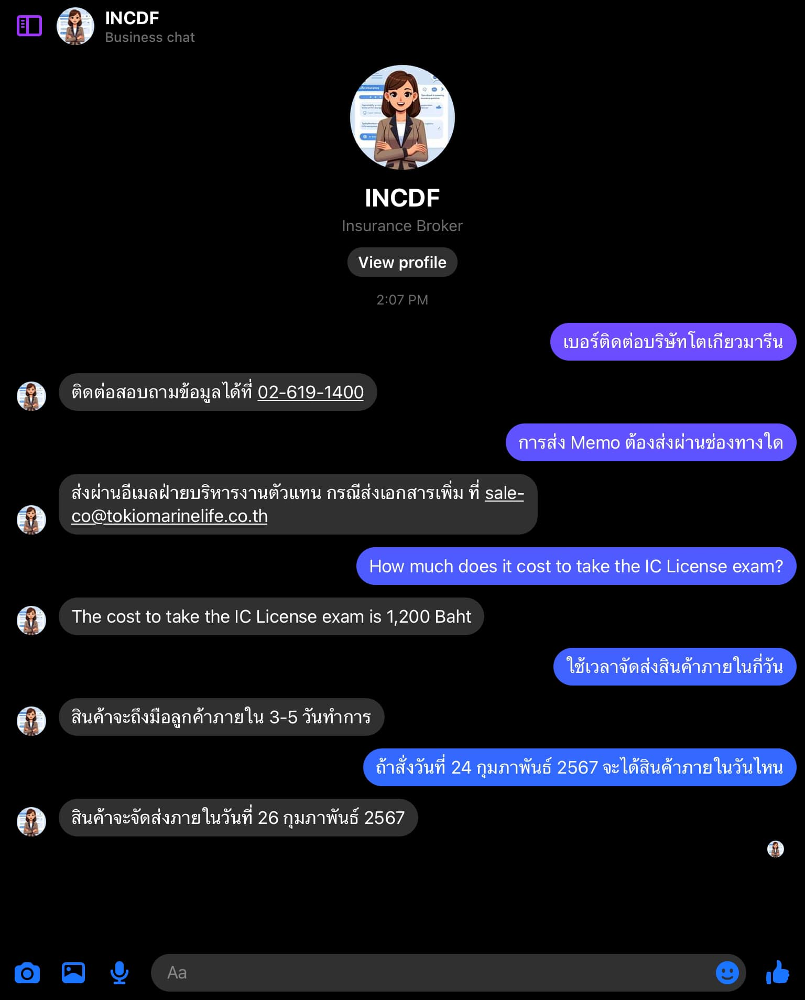 INCDF
Business chat
life insurance
INCDF
Insurance Broker
View profile
2:07 PM
เบอร์ติดต่อบริษัทโตเกียวมารีน
ติดต่อสอบถามข้อมูลได้ที่ 02-619-1400
การส่ง Memo ต้องส่งผ่านช่องทางใด
ส่งผ่านอีเมลฝ่ายบริหารงานตัวแทน กรณีส่งเอกสารเพิ่ม ที่ sale-
co@tokiomarinelife.co.th
How much does it cost to take the IC License exam?
The cost to take the IC License exam is 1,200 Baht
ใช้เวลาจัดส่งสินค้าภายในกี่วัน
สินค้าจะถึงมือลูกค้าภายใน 3-5 วันทำการ
ถ้าสั่งวันที่ 24 กุมภาพันธ์ 2567 จะได้สินค้าภายในวันไหน
สินค้าจะจัดส่งภายในวันที่ 26 กุมภาพันธ์ 2567
Aa